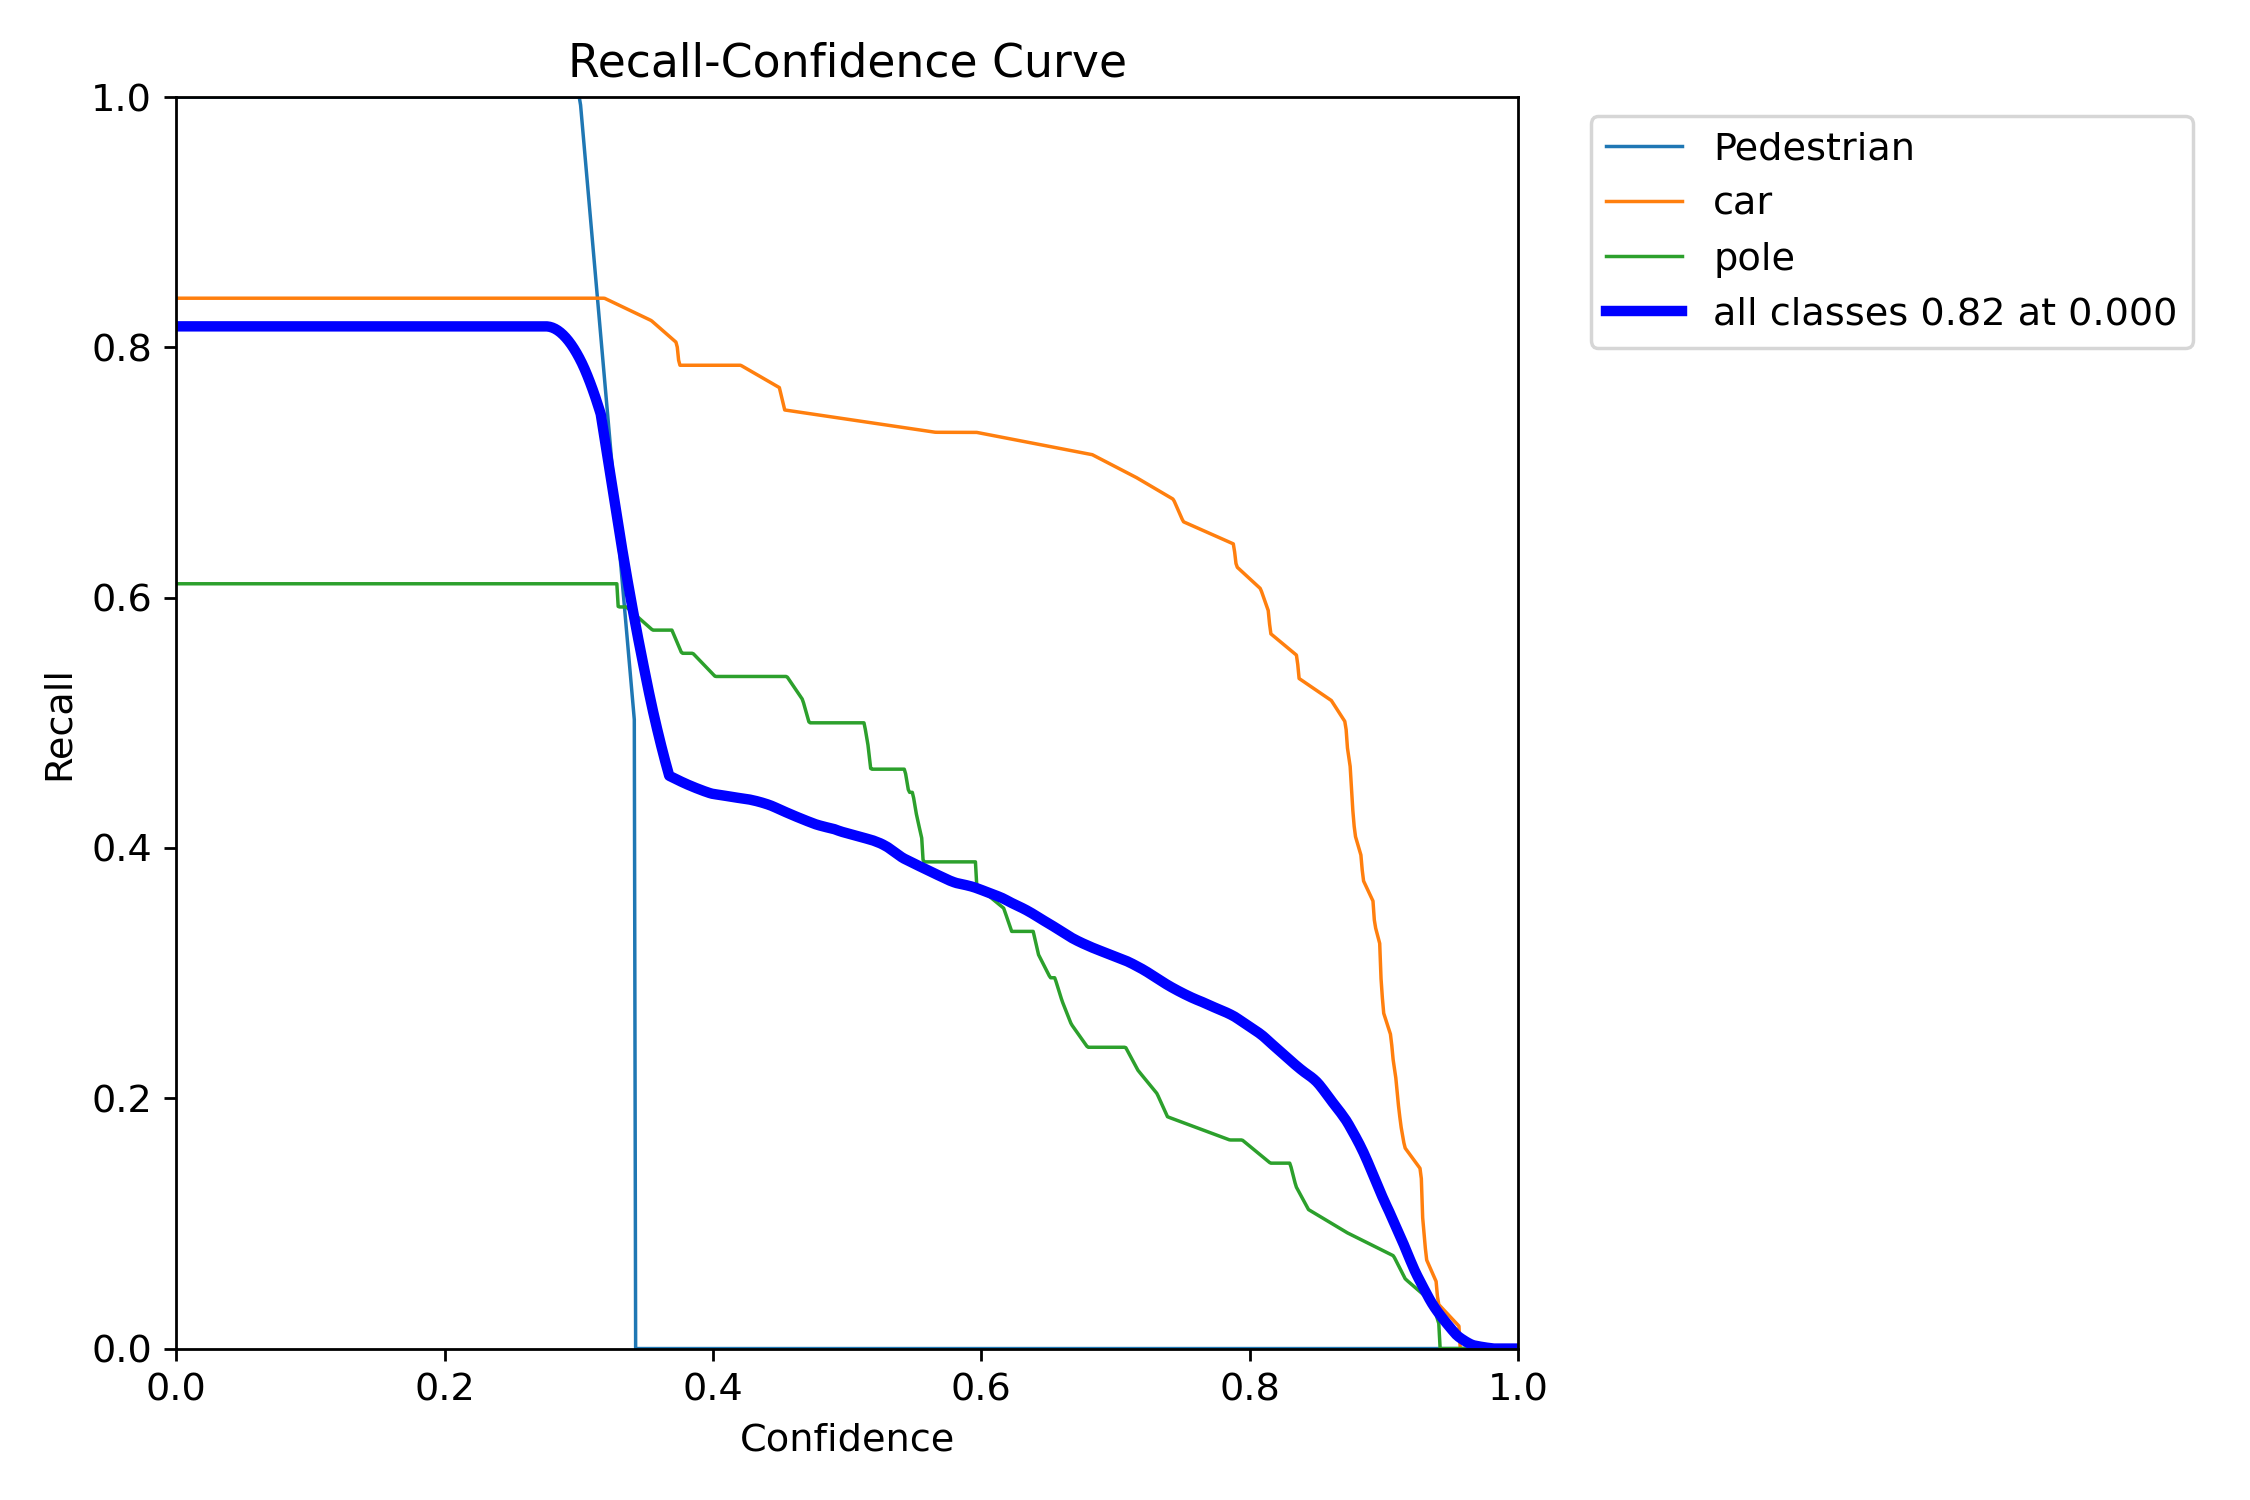 Recall-Confidence Curve
1.0
0.8
0.6
0.4
0.2
0.0
Recall
0.0 0.2 0.4 0.6 0.8 1.0
Confidence
Pedestrian
car
pole
all classes 0.82 at 0.000